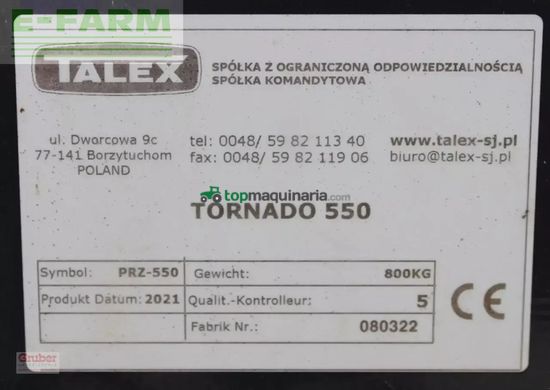 E-FARM
TALEX
SPÓŁKA Z OGRANICZONĄ ODPOWIEDZIALNOŚCIĄ
SPÓŁKA KOMANDYTOWA
ul. Dworcowa 9c
77-141 Borzytuchom
POLAND
tel: 0048/ 59 82 113 40
fax: 0048/ 59 82 119 06
www.talex-sj.pl
biuro@talex-sj.pl
topmaquinaria.com
TORNADO 550
Symbol: PRZ-550 Gewicht: 800KG
Produkt Datum: 2021 Qualit.-Kontrolleur: 5
Fabrik Nr.: 080322
CE
Gruber